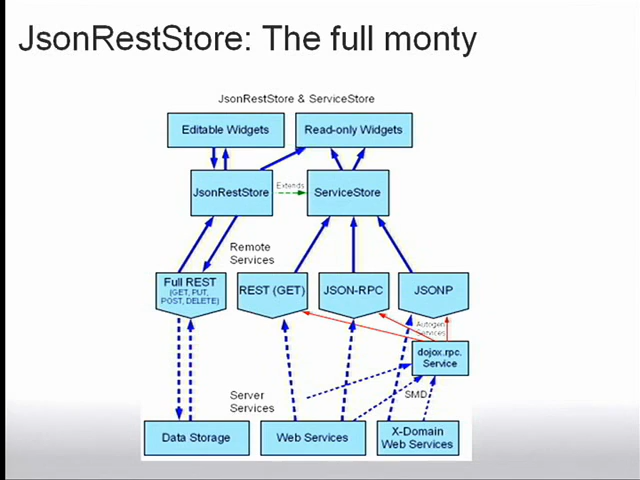 JsonRestStore: The full monty
JsonRestStore & ServiceStore
Editable Widgets
Read-only Widgets
JsonRestStore
Extends
ServiceStore
Remote
Services
Full REST
(GET, PUT,
POST, DELETE)
REST (GET)
JSON-RPC
JSONP
Autogen
Services
dojox.rpc.
Service
Server
Services
SMD
Data Storage
Web Services
X-Domain
Web Services